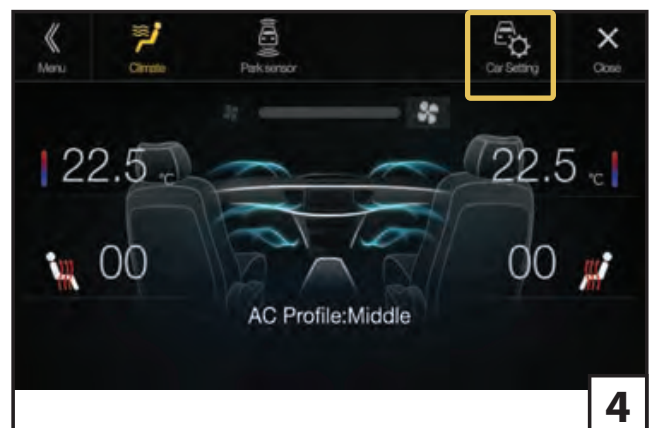 Menu Climate Park sensor Car Setting Close
22.5 °C 22.5 °C
00 00
AC Profile:Middle
4